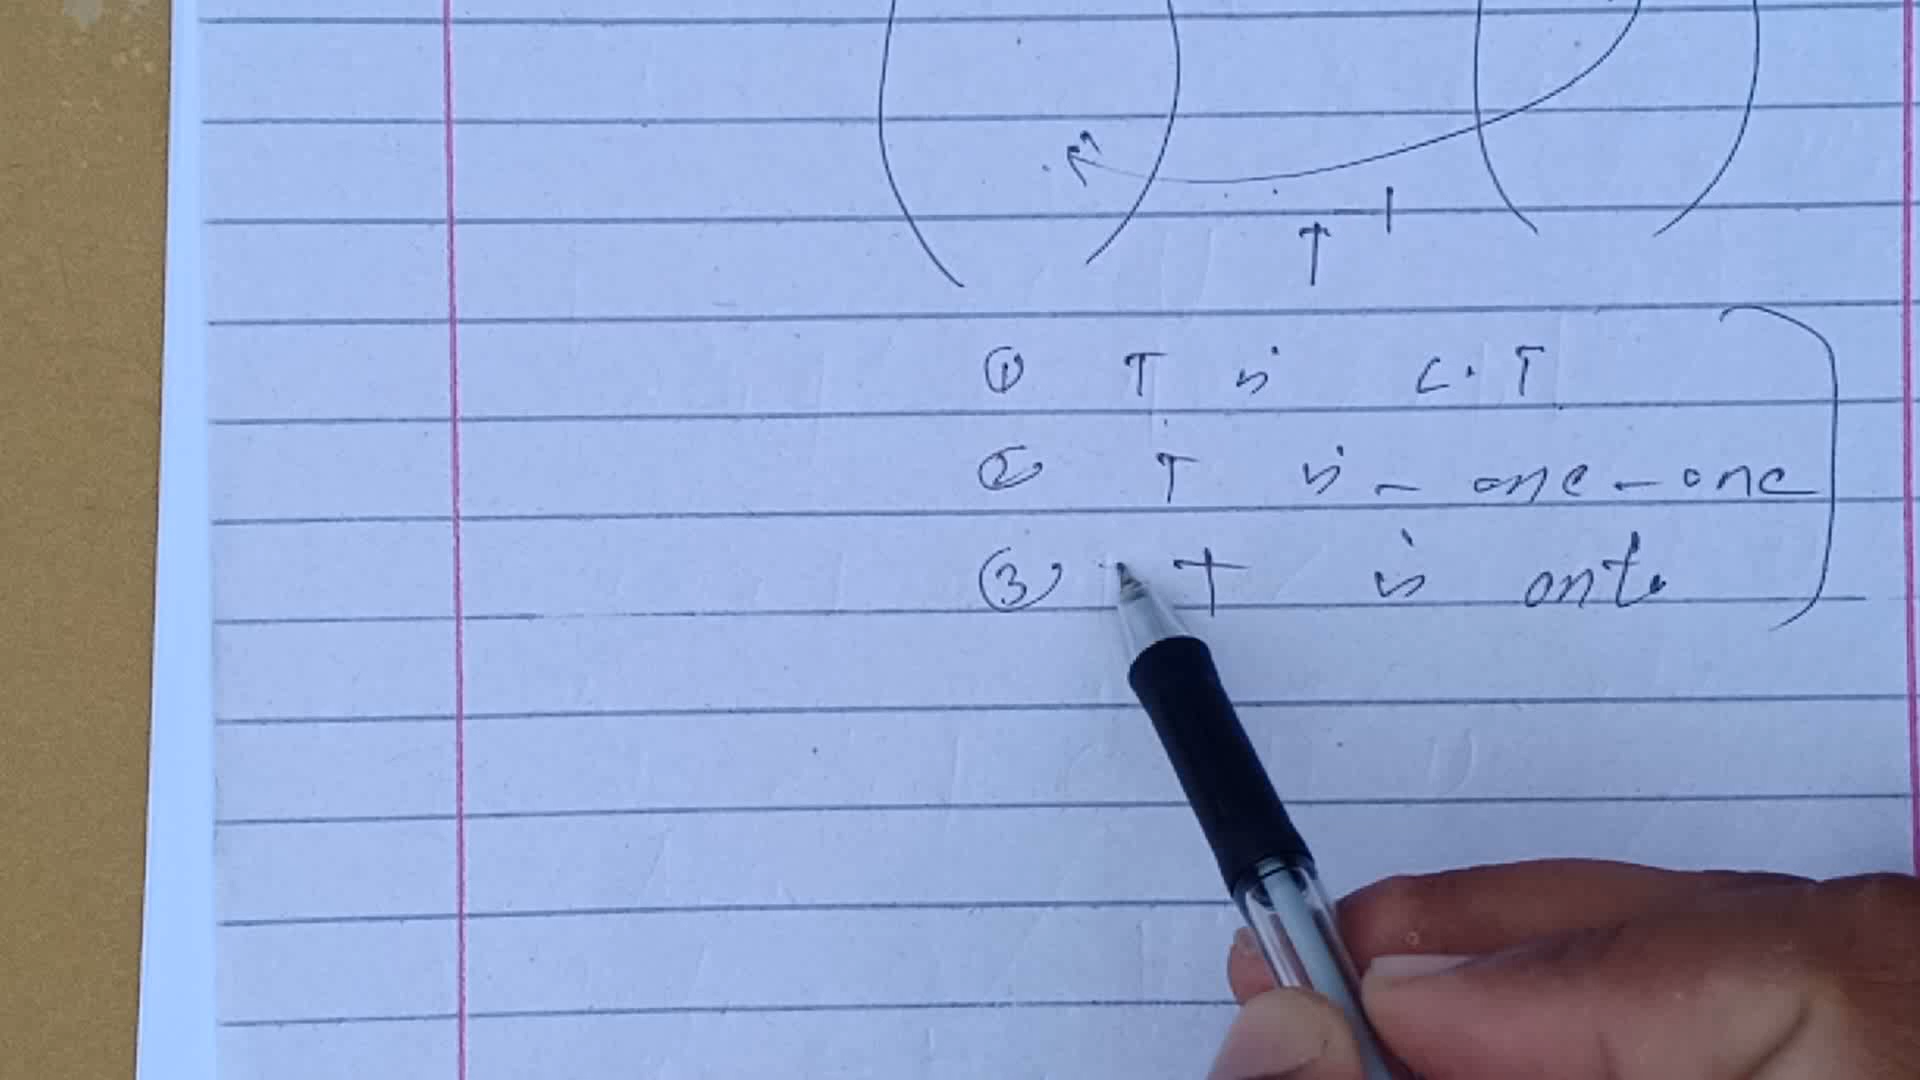 T⁻¹
① T is C.T
② T is - one - one
③ T is onto